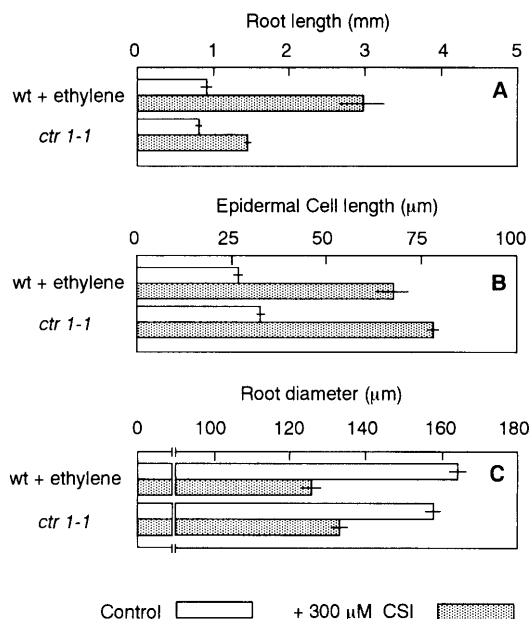 Root length (mm)
0 1 2 3 4 5
wt + ethylene
A
ctr 1-1
Epidermal Cell length (µm)
0 25 50 75 100
wt + ethylene
B
ctr 1-1
Root diameter (µm)
0 100 120 140 160 180
wt + ethylene
C
ctr 1-1
Control + 300 µM CSI